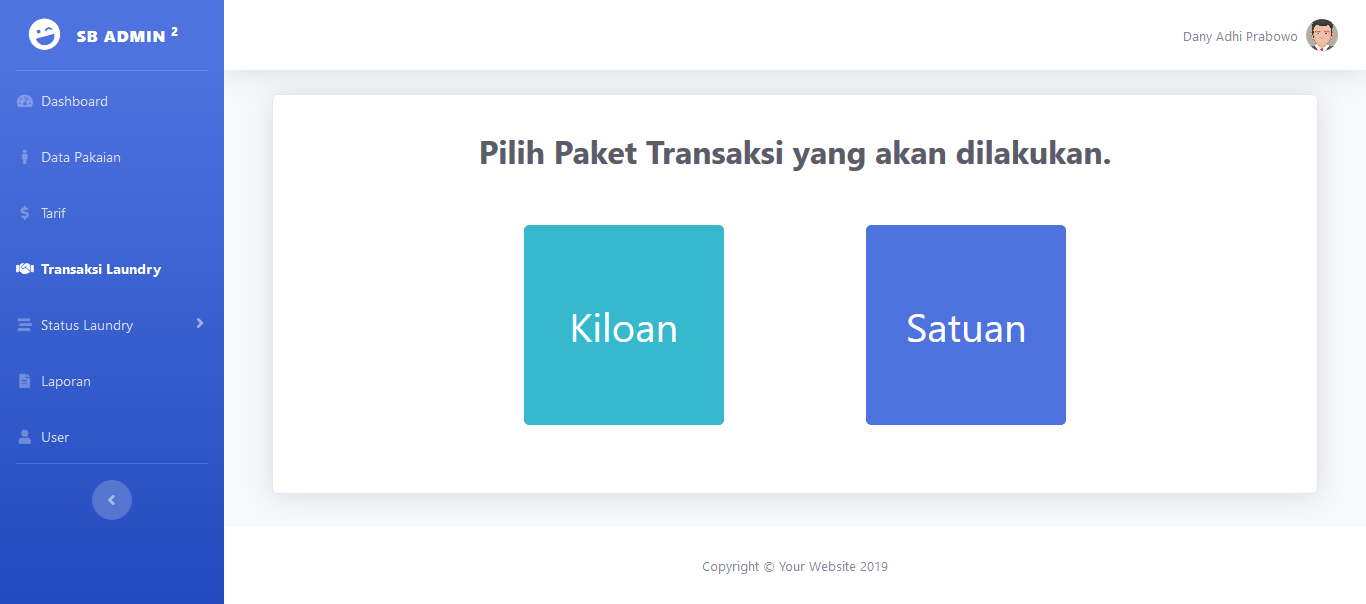 SB ADMIN 2
Dashboard
Data Pakaian
Tarif
Transaksi Laundry
Status Laundry
Laporan
User
Dany Adhi Prabowo
Pilih Paket Transaksi yang akan dilakukan.
Kiloan
Satuan
Copyright © Your Website 2019